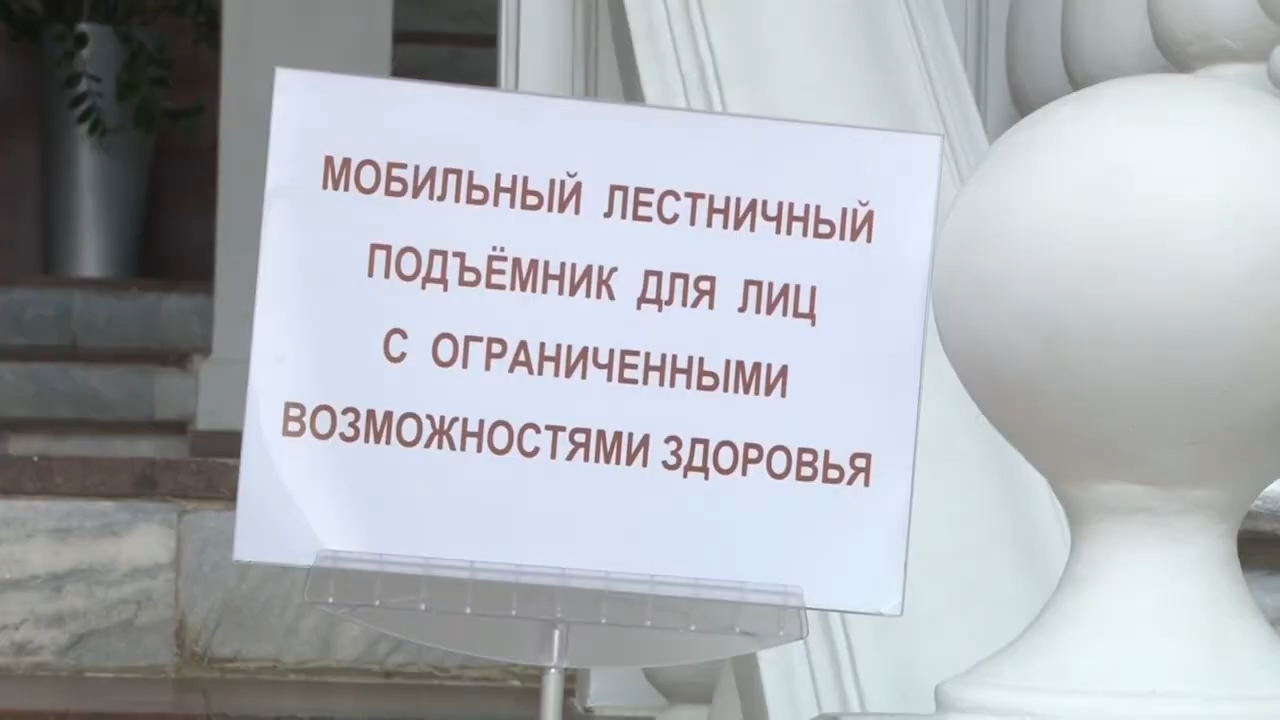 МОБИЛЬНЫЙ ЛЕСТНИЧНЫЙ
ПОДЪЁМНИК ДЛЯ ЛИЦ
С ОГРАНИЧЕННЫМИ
ВОЗМОЖНОСТЯМИ ЗДОРОВЬЯ